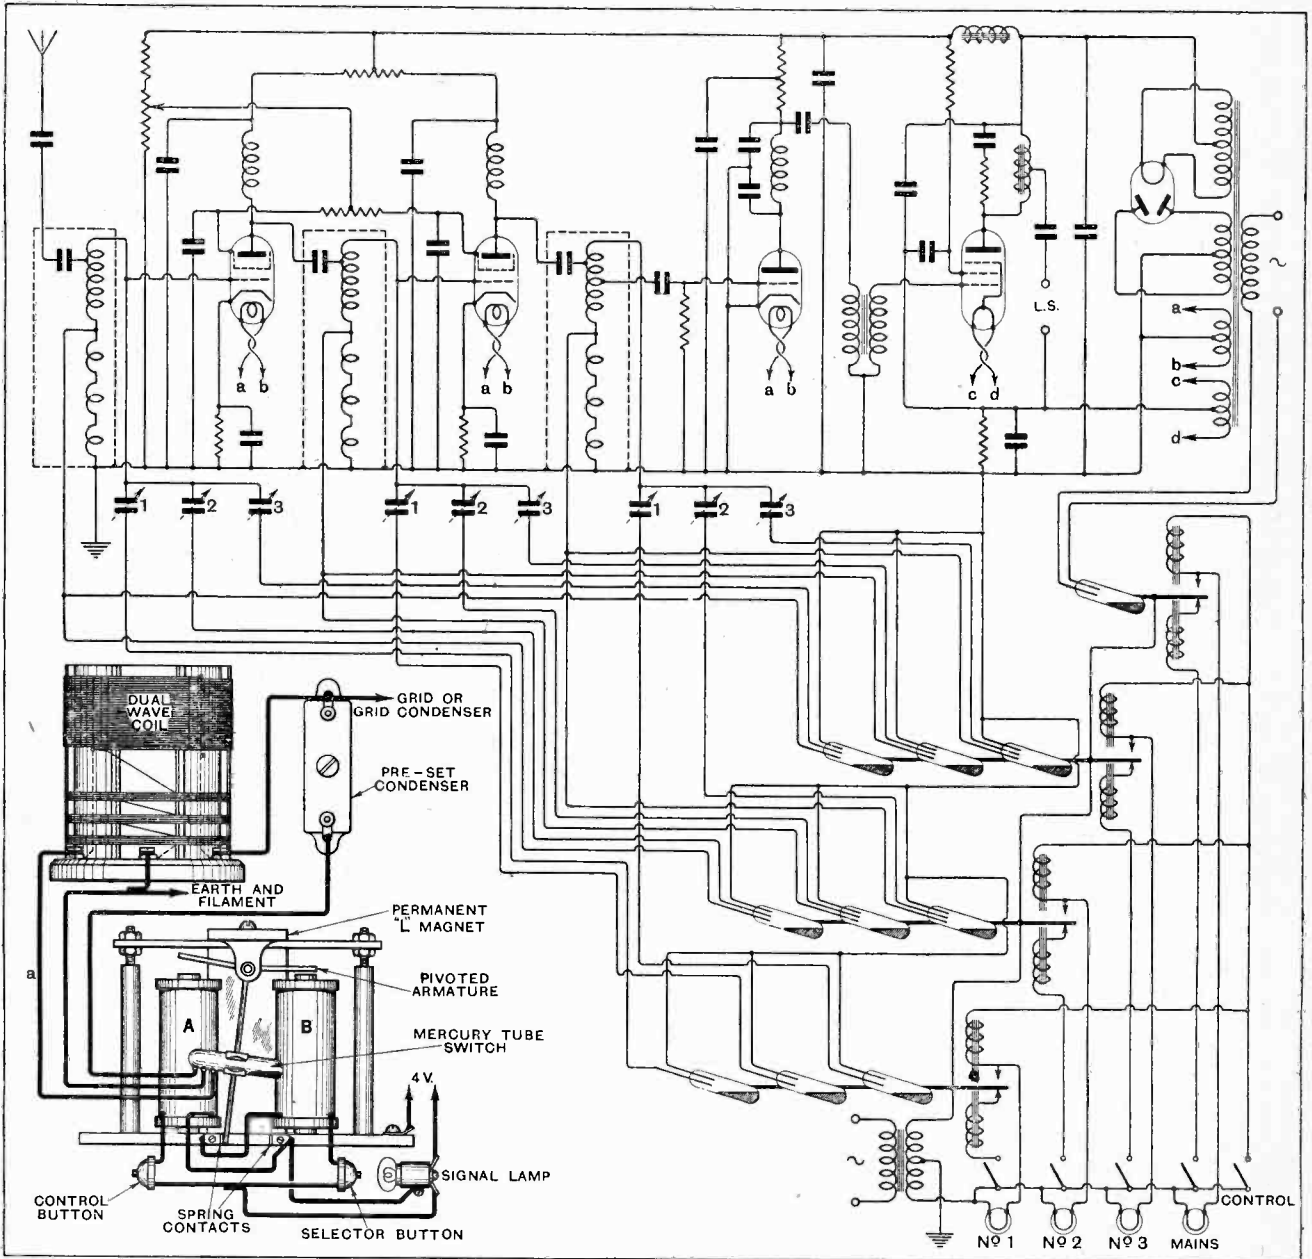 L.S.
a
b
c
d
a b
a b
a b
c d
~
1
2
3
1
2
3
1
2
3
DUAL
WAVE
COIL
GRID OR
GRID CONDENSER
PRE-SET
CONDENSER
EARTH AND
FILAMENT
PERMANENT
"L" MAGNET
a
PIVOTED
ARMATURE
A
B
MERCURY TUBE
SWITCH
4 V.
SIGNAL LAMP
CONTROL
BUTTON
SPRING
CONTACTS
SELECTOR BUTTON
~
CONTROL
Nº 1
Nº 2
Nº 3
MAINS